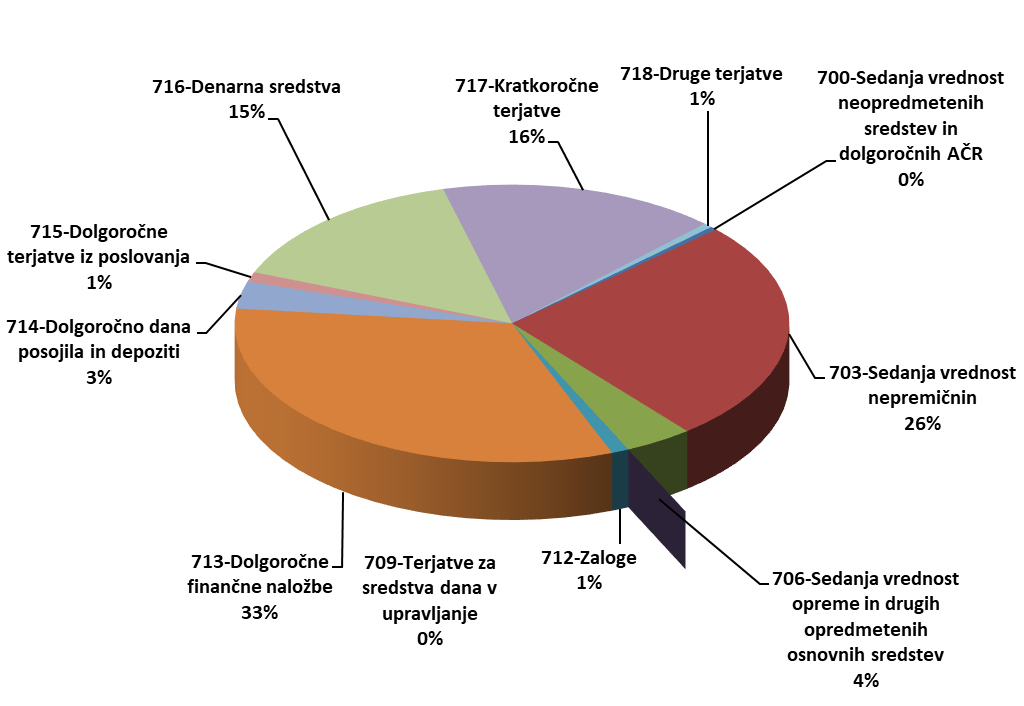 716-Denarna sredstva
15%
717-Kratkoročne
terjatve
16%
718-Druge terjatve
1%
700-Sedanja vrednost
neopredmetenih
sredstev in
dolgoročnih AČR
0%
715-Dolgoročne
terjatve iz poslovanja
1%
714-Dolgoročno dana
posojila in depoziti
3%
703-Sedanja vrednost
nepremičnin
26%
713-Dolgoročne
finančne naložbe
33%
709-Terjatve za
sredstva dana v
upravljanje
0%
712-Zaloge
1%
706-Sedanja vrednost
opreme in drugih
opredmetenih
osnovnih sredstev
4%